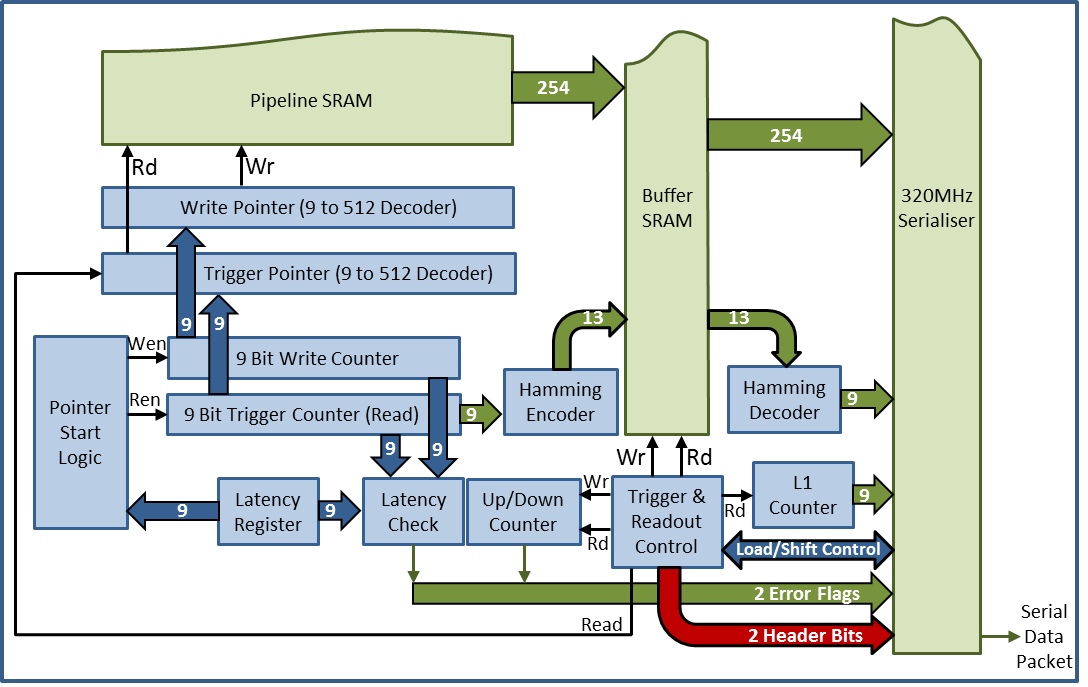 Pipeline SRAM
254
254
Rd
Wr
Buffer
SRAM
320MHz
Serialiser
Write Pointer (9 to 512 Decoder)
Trigger Pointer (9 to 512 Decoder)
9
9
13
13
Wen
9 Bit Write Counter
Ren
9 Bit Trigger Counter (Read)
9
Pointer
Start
Logic
Hamming
Encoder
Hamming
Decoder
9
9
9
Wr
Rd
9
Latency
Register
9
Latency
Check
Up/Down
Counter
Wr
Rd
Trigger &
Readout
Control
Rd
L1
Counter
9
Load/Shift Control
2 Error Flags
Read
2 Header Bits
Serial
Data
Packet